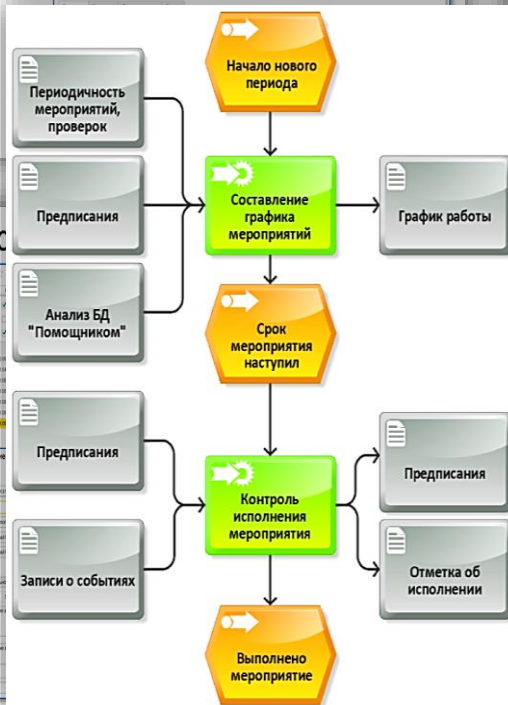 Начало нового
периода
Периодичность
мероприятий,
проверок
Составление
графика
мероприятий
Предписания
График работы
Анализ БД
"Помощником"
Срок
мероприятия
наступил
Предписания
Контроль
исполнения
мероприятия
Предписания
Записи о событиях
Отметка об
исполнении
Выполнено
мероприятие